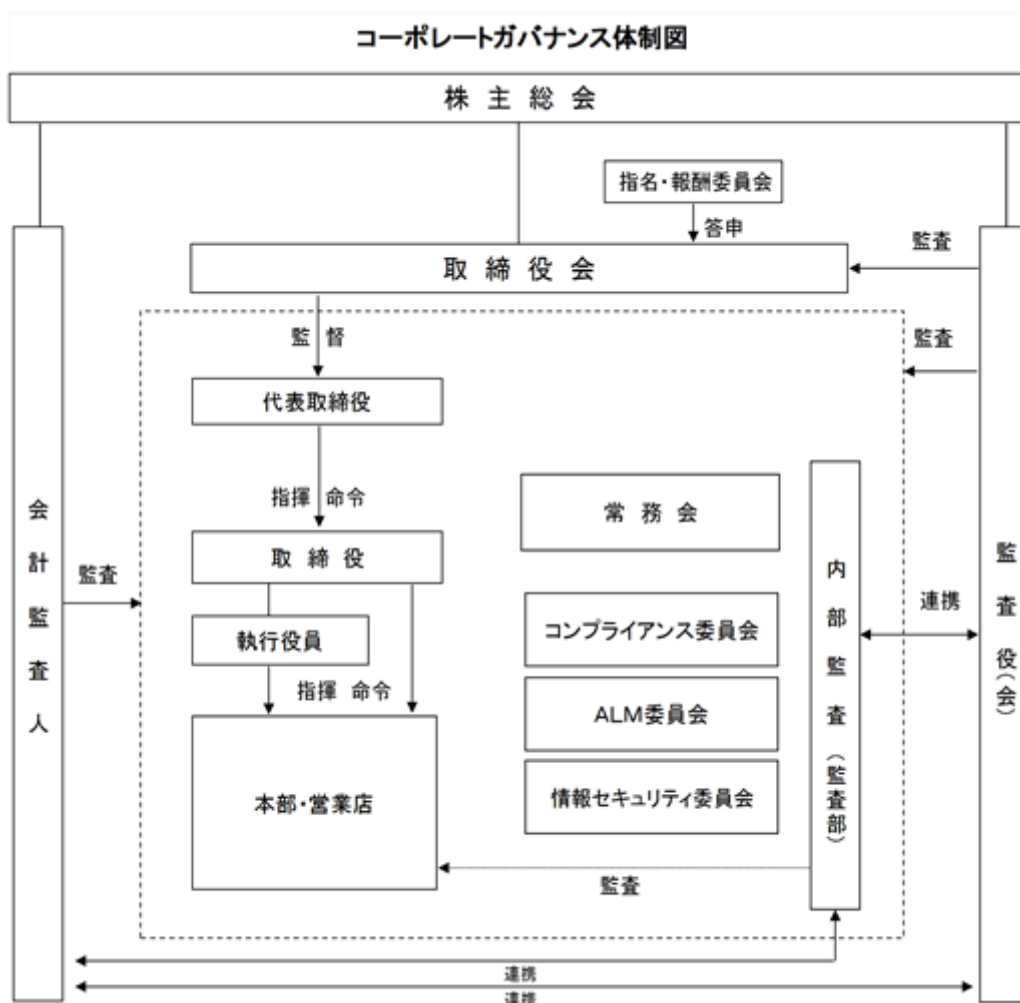 コーポレートガバナンス体制図
株主総会
指名・報酬委員会
答申
監査
取締役会
監督
監査
代表取締役
指揮 命令
常務会
取締役
会計監査人
監査
内部監査(監査部)
連携
監査役(会)
コンプライアンス委員会
執行役員
指揮 命令
ALM委員会
本部・営業店
情報セキュリティ委員会
監査
連携
連携